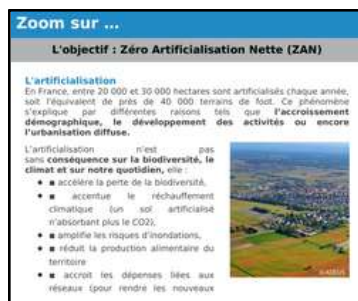 Zoom sur ...
L'objectif : Zéro Artificialisation Nette (ZAN)
L'artificialisation
En France, entre 20 000 et 30 000 hectares sont artificialisés chaque année,
soit l'équivalent de près de 40 000 terrains de foot. Ce phénomène
s'explique par différentes raisons tels que l'accroissement
démographique, le développement des activités ou encore
l'urbanisation diffuse.
L'artificialisation n'est pas
sans conséquence sur la biodiversité, le
climat et sur notre quotidien, elle :
◆ ■ accélère la perte de la biodiversité,
◆ ■ accentue le réchauffement
climatique (un sol artificialisé
n'absorbant plus le CO2),
◆ ■ amplifie les risques d'inondations,
◆ ■ réduit la production alimentaire du
territoire
◆ ■ accroit les dépenses liées aux
réseaux (pour rendre les nouveaux